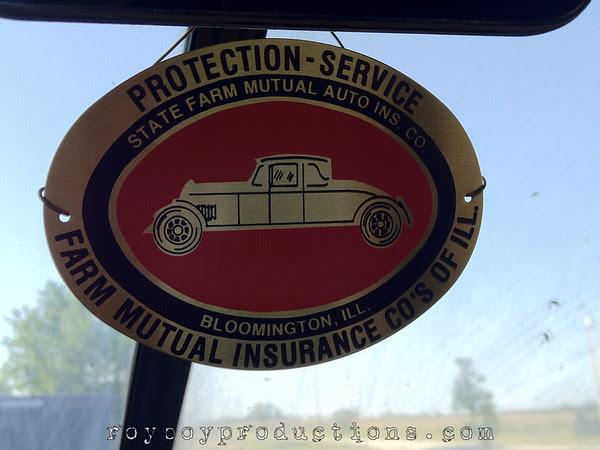 PROTECTION-SERVICE
STATE FARM MUTUAL AUTO INS. CO.
BLOOMINGTON, ILL.
FARM MUTUAL INSURANCE CO'S OF ILL.
roycoyproductions.com